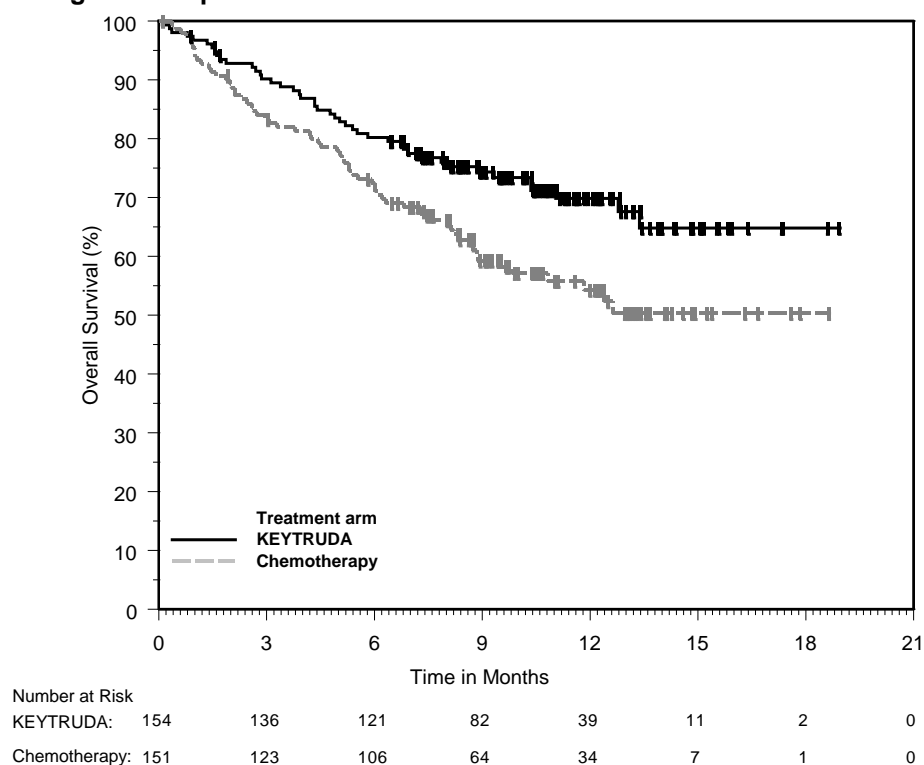 100
90
80
70
60
50
40
30
20
10
0
Overall Survival (%)
Treatment arm
KEYTRUDA
Chemotherapy
0 3 6 9 12 15 18 21
Time in Months
Number at Risk
KEYTRUDA: 154 136 121 82 39 11 2 0
Chemotherapy: 151 123 106 64 34 7 1 0